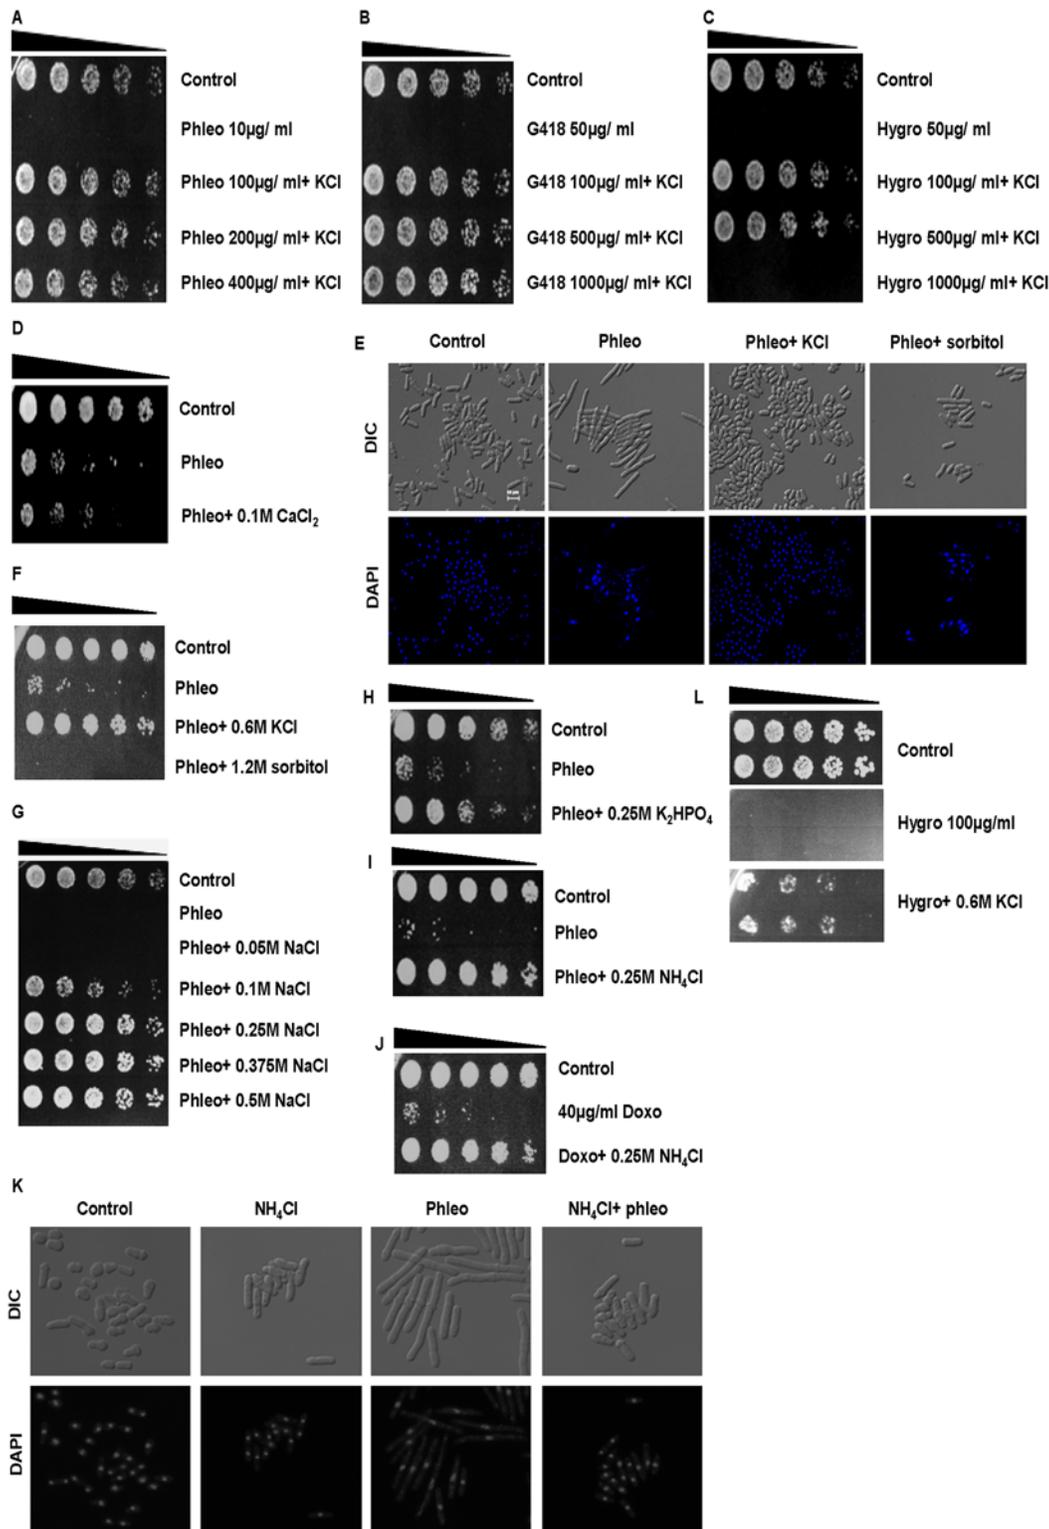 A
Control
Phleo 10µg/ ml
Phleo 100µg/ ml+ KCl
Phleo 200µg/ ml+ KCl
Phleo 400µg/ ml+ KCl
B
Control
G418 50µg/ ml
G418 100µg/ ml+ KCl
G418 500µg/ ml+ KCl
G418 1000µg/ ml+ KCl
C
Control
Hygro 50µg/ ml
Hygro 100µg/ ml+ KCl
Hygro 500µg/ ml+ KCl
Hygro 1000µg/ ml+ KCl
D
Control
Phleo
Phleo+ 0.1M CaCl₂
E
Control Phleo Phleo+ KCl Phleo+ sorbitol
DIC
DAPI
F
Control
Phleo
Phleo+ 0.6M KCl
Phleo+ 1.2M sorbitol
G
Control
Phleo
Phleo+ 0.05M NaCl
Phleo+ 0.1M NaCl
Phleo+ 0.25M NaCl
Phleo+ 0.375M NaCl
Phleo+ 0.5M NaCl
H
Control
Phleo
Phleo+ 0.25M K₂HPO₄
I
Control
Phleo
Phleo+ 0.25M NH₄Cl
J
Control
40µg/ml Doxo
Doxo+ 0.25M NH₄Cl
L
Control
Hygro 100µg/ml
Hygro+ 0.6M KCl
K
Control NH₄Cl Phleo NH₄Cl+ phleo
DIC
DAPI